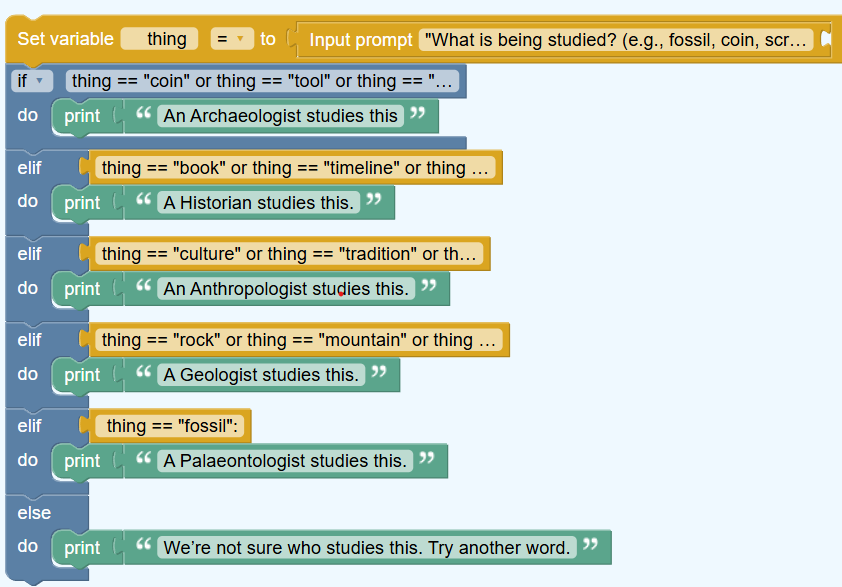 Set variable thing = to Input prompt "What is being studied? (e.g., fossil, coin, scr...
if thing == "coin" or thing == "tool" or thing == "...
do print “ An Archaeologist studies this ”
elif thing == "book" or thing == "timeline" or thing ...
do print “ A Historian studies this. ”
elif thing == "culture" or thing == "tradition" or th...
do print “ An Anthropologist studies this. ”
elif thing == "rock" or thing == "mountain" or thing ...
do print “ A Geologist studies this. ”
elif thing == "fossil":
do print “ A Palaeontologist studies this. ”
else
do print “ We’re not sure who studies this. Try another word. ”